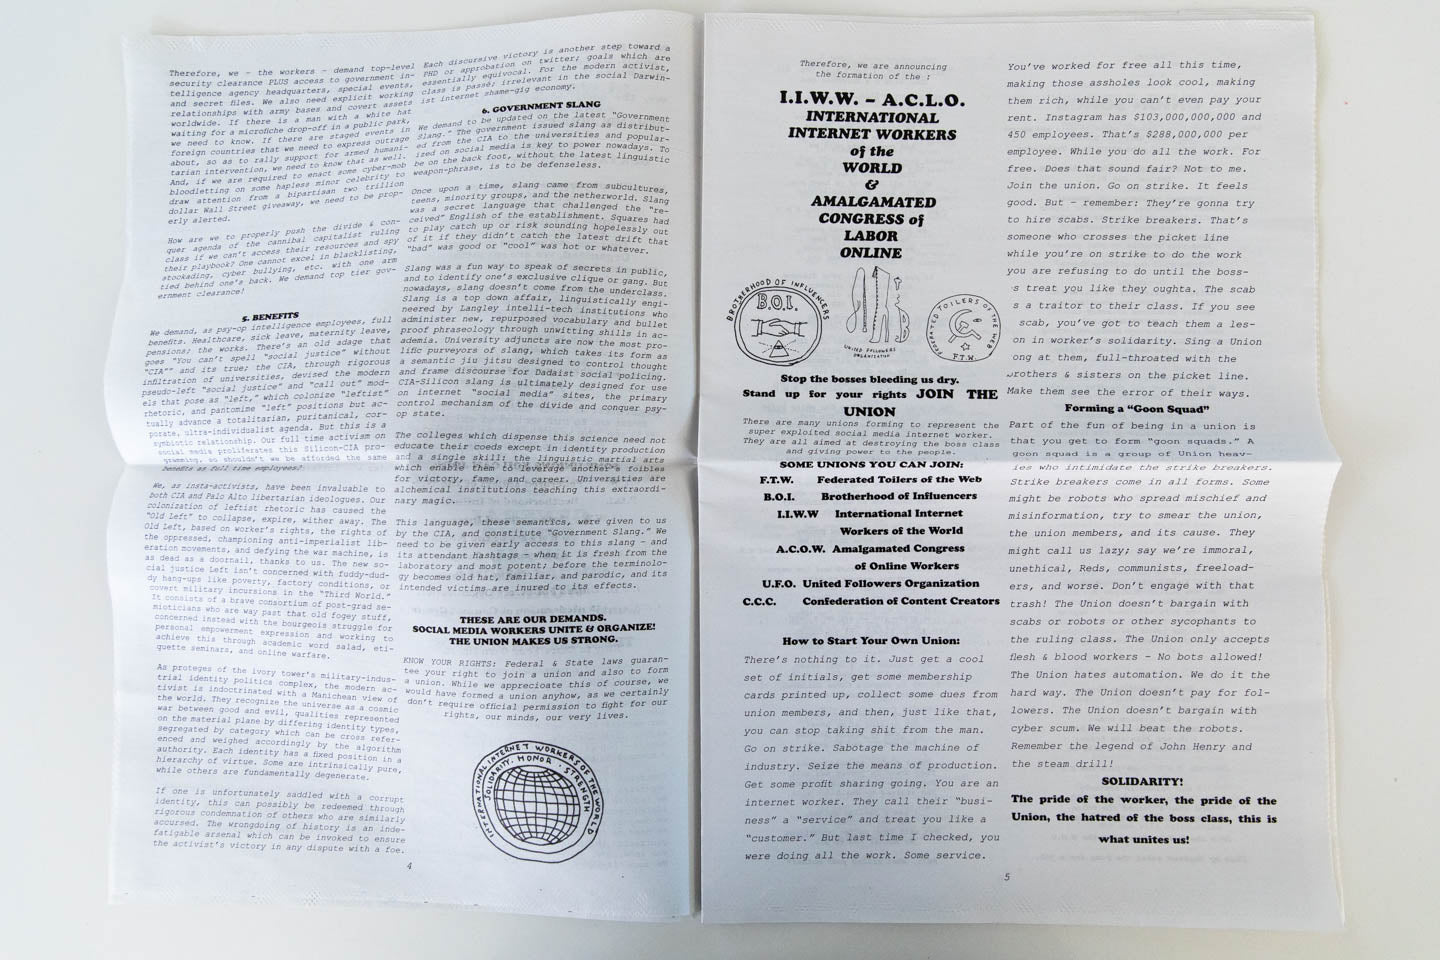 Therefore, we - the workers - demand top-level
security clearance PLUS access to government in-
telligence agency headquarters, special events,
and secret files. We also need explicit working
relationships with army bases and covert assets
worldwide. If there is a man with a white hat
waiting for a microfiche drop-off in a public park,
we need to know. If there are staged events in
foreign countries that we need to express outrage
about, so as to rally support for armed humani-
tarian intervention, we need to know that as well.
And, if we are required to enact some cyber-mob
bloodletting on some hapless minor celebrity to
draw attention from a bipartisan two trillion
dollar Wall Street giveaway, we need to be prop-
erly alerted.
How are we to properly push the divide & con-
quer agenda of the cannibal capitalist ruling
class if we can't access their resources and spy
their playbook? One cannot excel in blacklisting,
stockading, cyber bullying, etc. with one arm
tied behind one's back. We demand top tier gov-
ernment clearance!
5. BENEFITS
We demand, as psy-op intelligence employees, full
benefits. Healthcare, sick leave, maternity leave,
pensions; the works. There's an old adage that
goes "You can't spell "social justice" without
"CIA"" and its true; the CIA, through rigorous
infiltration of universities, devised the modern
pseudo-left "social justice" and "call out" mod-
els that pose as "left," which colonize "leftist"
rhetoric, and pantomime "left" positions but ac-
tually advance a totalitarian, puritanical, cor-
porate, ultra-individualist agenda. But this is a
symbiotic relationship. Our full time activism on
social media proliferates this Silicon-CIA pro-
gramming, so shouldn't we be afforded the same
benefits as full time employees?
We, as insta-activists, have been invaluable to
both CIA and Palo Alto libertarian ideologues. Our
colonization of leftist rhetoric has caused the
"Old Left" to collapse, expire, wither away. The
Old Left, based on worker's rights, the rights of
the oppressed, championing anti-imperialist lib-
eration movements, and defying the war machine, is
as dead as a doornail, thanks to us. The new so-
cial justice Left isn't concerned with fuddy-dud-
dy hang-ups like poverty, factory conditions, or
covert military incursions in the "Third World."
It consists of a brave consortium of post-grad se-
mioticians who are way past that old fogey stuff,
concerned instead with the bourgeois struggle for
personal empowerment expression and working to
achieve this through academic word salad, eti-
quette seminars, and online warfare.
As proteges of the ivory tower's military-indus-
trial identity politics complex, the modern ac-
tivist is indoctrinated with a Manichean view of
the world. They recognize the universe as a cosmic
war between good and evil, qualities represented
on the material plane by differing identity types,
segregated by category which can be cross refer-
enced and weighed accordingly by the algorithm
authority. Each identity has a fixed position in a
hierarchy of virtue. Some are intrinsically pure,
while others are fundamentally degenerate.
If one is unfortunately saddled with a corrupt
identity, this can possibly be redeemed through
rigorous condemnation of others who are similarly
accursed. The wrongdoing of history is an inde-
fatigable arsenal which can be invoked to ensure
the activist's victory in any dispute with a foe.
Each discursive victory is another step toward a
PHD or approbation on twitter; goals which are
essentially equivocal. For the modern activist,
class is passé; irrelevant in the social Darwin-
ist internet shame-gig economy.
6. GOVERNMENT SLANG
We demand to be updated on the latest "Government
Slang." The government issued slang as distribut-
ed from the CIA to the universities and popular-
ized on social media is key to power nowadays. To
be on the back foot, without the latest linguistic
weapon-phrase, is to be defenseless.
Once upon a time, slang came from subcultures,
teens, minority groups, and the netherworld. Slang
was a secret language that challenged the "re-
ceived" English of the establishment. Squares had
to play catch up or risk sounding hopelessly out
of it if they didn't catch the latest drift that
"bad" was good or "cool" was hot or whatever.
Slang was a fun way to speak of secrets in public,
and to identify one's exclusive clique or gang. But
nowadays, slang doesn't come from the underclass.
Slang is a top down affair, linguistically engi-
neered by Langley intelli-tech institutions who
administer new, repurposed vocabulary and bullet
proof phraseology through unwitting shills in ac-
ademia. University adjuncts are now the most pro-
lific purveyors of slang, which takes its form as
a semantic jiu jitsu designed to control thought
and frame discourse for Dadaist social policing.
CIA-Silicon slang is ultimately designed for use
on internet "social media" sites, the primary
control mechanism of the divide and conquer psy-
op state.
The colleges which dispense this science need not
educate their coeds except in identity production
and a single skill: the linguistic martial arts
which enable them to leverage another's foibles
for victory, fame, and career. Universities are
alchemical institutions teaching this extraordi-
nary magic.
This language, these semantics, were given to us
by the CIA, and constitute "Government Slang." We
need to be given early access to this slang - and
its attendant hashtags - when it is fresh from the
laboratory and most potent; before the terminolo-
gy becomes old hat, familiar, and parodic, and its
intended victims are inured to its effects.
THESE ARE OUR DEMANDS.
SOCIAL MEDIA WORKERS UNITE & ORGANIZE!
THE UNION MAKES US STRONG.
KNOW YOUR RIGHTS: Federal & State laws guaran-
tee your right to join a union and also to form
a union. While we appreciate this of course, we
would have formed a union anyhow, as we certainly
don't require official permission to fight for our
rights, our minds, our very lives.
INTERNATIONAL INTERNET WORKERS OF THE WORLD
SOLIDARITY · HONOR · STRENGTH
4
Therefore, we are announcing
the formation of the :
I.I.W.W. – A.C.L.O.
INTERNATIONAL
INTERNET WORKERS
of the
WORLD
&
AMALGAMATED
CONGRESS of
LABOR
ONLINE
BROTHERHOOD OF INFLUENCERS
B.O.I.
UNITED FOLLOWERS
ORGANIZATION
FEDERATED TOILERS OF THE WEB
F.T.W.
Stop the bosses bleeding us dry.
Stand up for your rights JOIN THE
UNION
There are many unions forming to represent the
super exploited social media internet worker.
They are all aimed at destroying the boss class
and giving power to the people.
SOME UNIONS YOU CAN JOIN:
F.T.W. Federated Toilers of the Web
B.O.I. Brotherhood of Influencers
I.I.W.W International Internet
Workers of the World
A.C.O.W. Amalgamated Congress
of Online Workers
U.F.O. United Followers Organization
C.C.C. Confederation of Content Creators
How to Start Your Own Union:
There's nothing to it. Just get a cool
set of initials, get some membership
cards printed up, collect some dues from
union members, and then, just like that,
you can stop taking shit from the man.
Go on strike. Sabotage the machine of
industry. Seize the means of production.
Get some profit sharing going. You are an
internet worker. They call their "busi-
ness" a "service" and treat you like a
"customer." But last time I checked, you
were doing all the work. Some service.
You've worked for free all this time,
making those assholes look cool, making
them rich, while you can't even pay your
rent. Instagram has $103,000,000,000 and
450 employees. That's $288,000,000 per
employee. While you do all the work. For
free. Does that sound fair? Not to me.
Join the union. Go on strike. It feels
good. But - remember: They're gonna try
to hire scabs. Strike breakers. That's
someone who crosses the picket line
while you're on strike to do the work
you are refusing to do until the boss-
s treat you like they oughta. The scab
s a traitor to their class. If you see
scab, you've got to teach them a les-
on in worker's solidarity. Sing a Union
ong at them, full-throated with the
brothers & sisters on the picket line.
Make them see the error of their ways.
Forming a "Goon Squad"
Part of the fun of being in a union is
that you get to form "goon squads." A
goon squad is a group of Union heav-
ies who intimidate the strike breakers.
Strike breakers come in all forms. Some
might be robots who spread mischief and
misinformation, try to smear the union,
the union members, and its cause. They
might call us lazy; say we're immoral,
unethical, Reds, communists, freeload-
ers, and worse. Don't engage with that
trash! The Union doesn't bargain with
scabs or robots or other sycophants to
the ruling class. The Union only accepts
flesh & blood workers - No bots allowed!
The Union hates automation. We do it the
hard way. The Union doesn't pay for fol-
lowers. The Union doesn't bargain with
cyber scum. We will beat the robots.
Remember the legend of John Henry and
the steam drill!
SOLIDARITY!
The pride of the worker, the pride of the
Union, the hatred of the boss class, this is
what unites us!
5